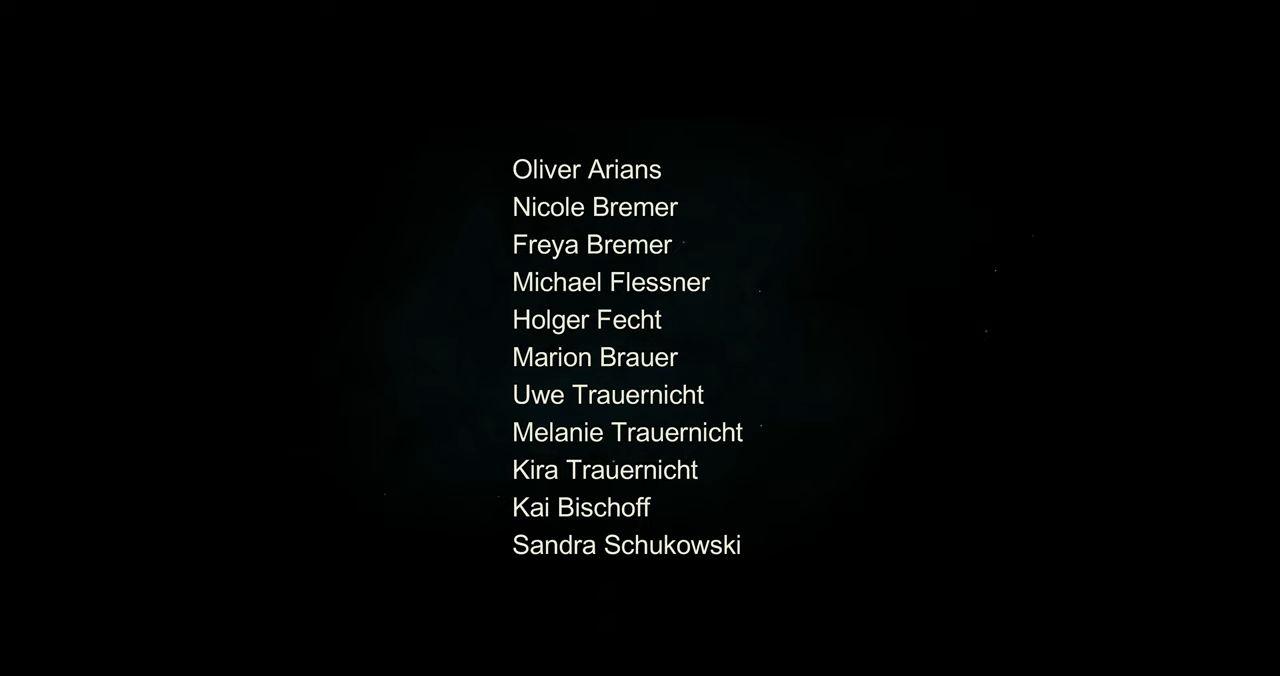 Oliver Arians
Nicole Bremer
Freya Bremer
Michael Flessner
Holger Fecht
Marion Brauer
Uwe Trauernicht
Melanie Trauernicht
Kira Trauernicht
Kai Bischoff
Sandra Schukowski